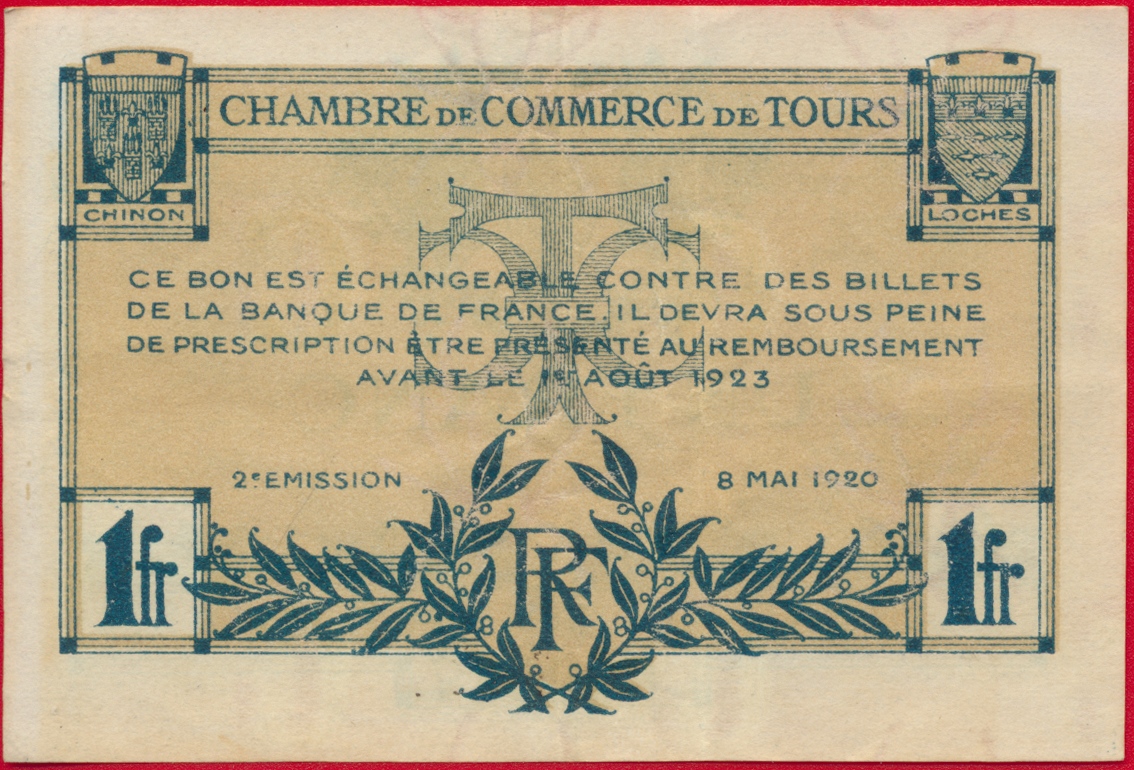 CHAMBRE DE COMMERCE DE TOURS
CHINON
LOCHES
CE BON EST ÉCHANGEABLE CONTRE DES BILLETS
DE LA BANQUE DE FRANCE. IL DEVRA SOUS PEINE
DE PRESCRIPTION ÊTRE PRÉSENTÉ AU REMBOURSEMENT
AVANT LE 1er AOÛT 1923
2e EMISSION
8 MAI 1920
1fr
RF
1fr